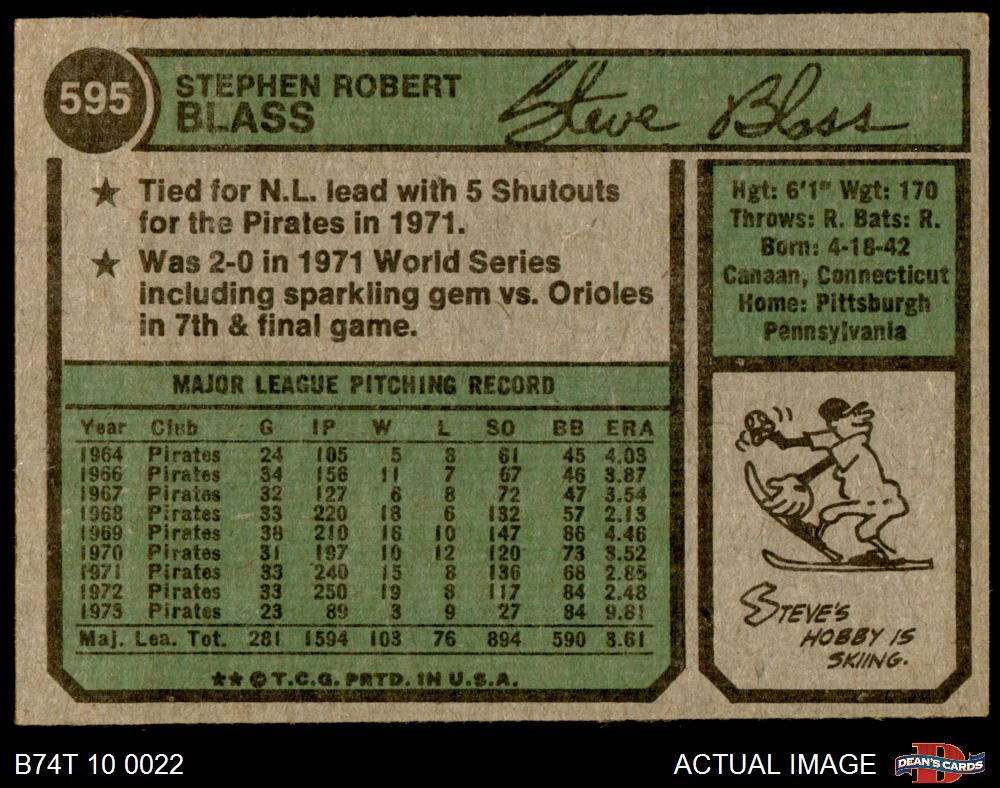 595
STEPHEN ROBERT
BLASS
Steve Blass
★ Tied for N.L. lead with 5 Shutouts
for the Pirates in 1971.
★ Was 2-0 in 1971 World Series
including sparkling gem vs. Orioles
in 7th & final game.
Hgt: 6'1" Wgt: 170
Throws: R. Bats: R.
Born: 4-18-42
Canaan, Connecticut
Home: Pittsburgh
Pennsylvania
MAJOR LEAGUE PITCHING RECORD
Year Club G IP W L SO BB ERA
1964 Pirates 24 105 5 8 61 45 4.03
1966 Pirates 34 156 11 7 67 46 3.87
1967 Pirates 32 127 6 8 72 47 3.54
1968 Pirates 33 220 18 6 132 57 2.13
1969 Pirates 38 210 16 10 147 86 4.46
1970 Pirates 31 197 10 12 120 73 3.52
1971 Pirates 33 240 15 8 136 68 2.85
1972 Pirates 33 250 19 8 117 84 2.48
1973 Pirates 23 89 3 9 27 84 9.81
Maj. Lea. Tot. 281 1594 103 76 894 590 3.61
★★ © T.C.G. PRTD. IN U.S.A.
STEVE'S
HOBBY IS
SKIING.
B74T 10 0022
ACTUAL IMAGE
D
DEAN'S CARDS